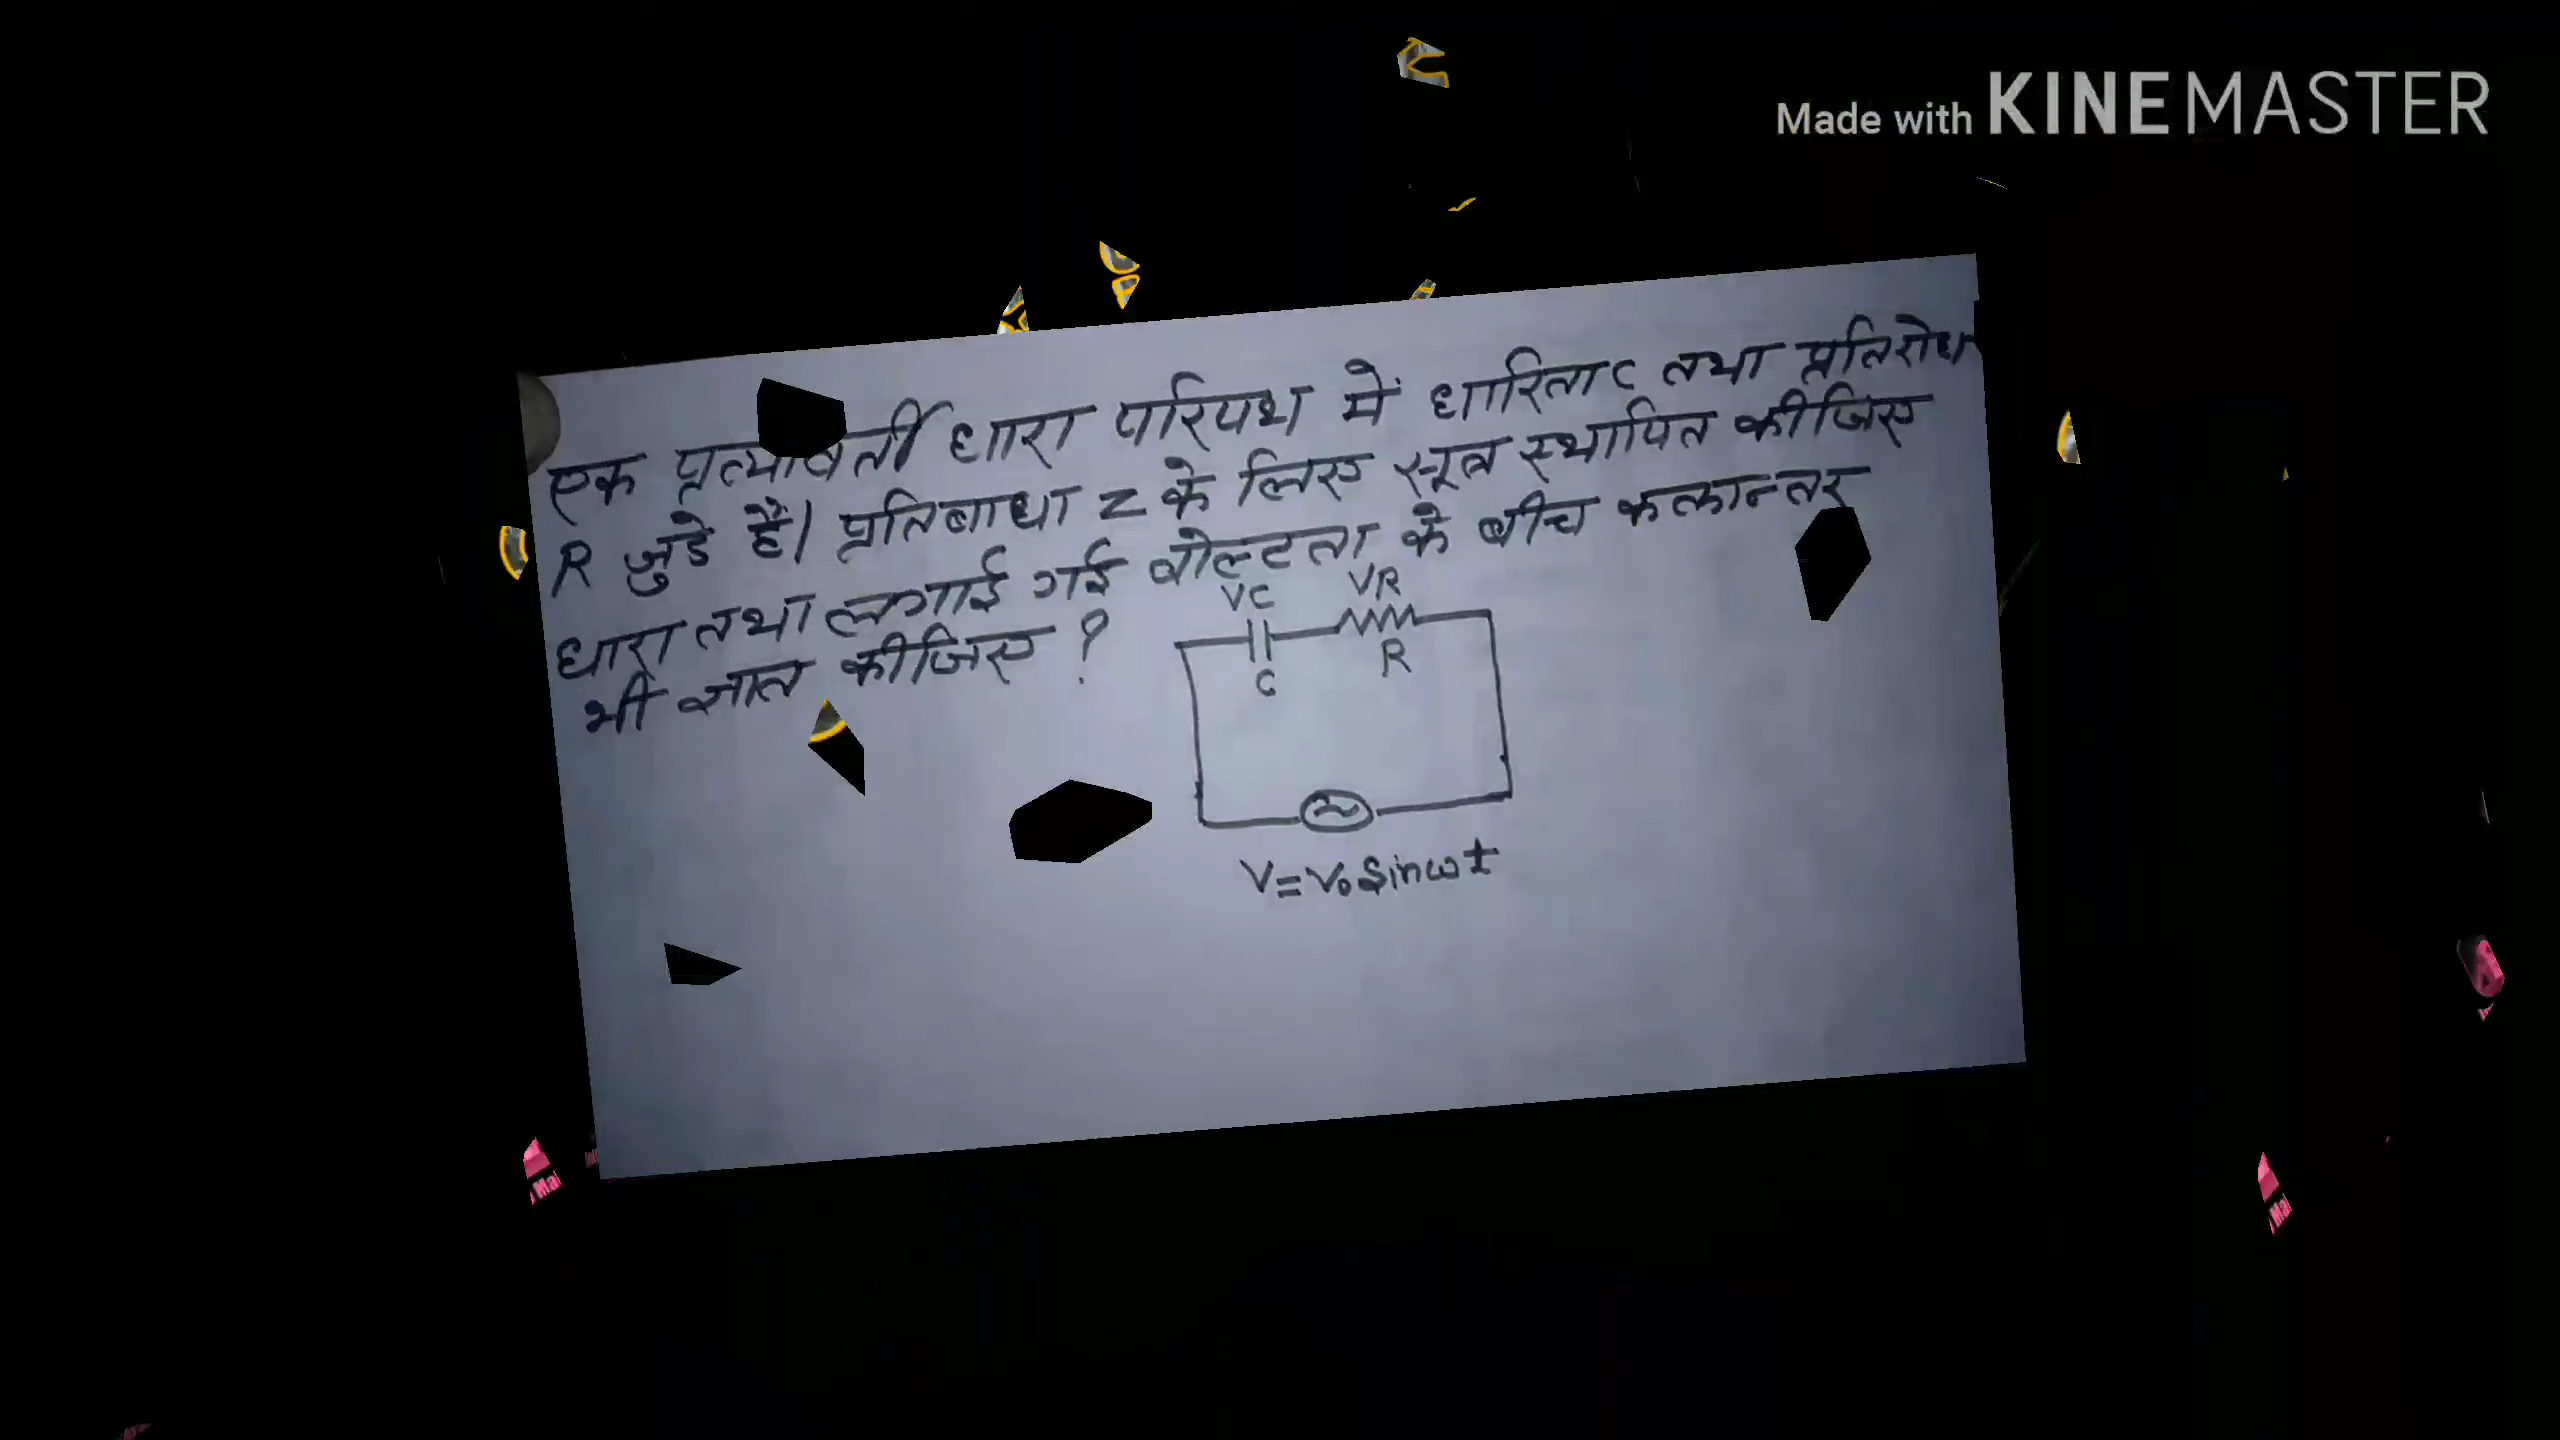 Made with KINEMASTER
एक प्रत्यावर्ती धारा परिपथ में धारिता C तथा प्रतिरोध
R जुडे हैं। प्रतिबाधा Z के लिए सूत्र स्थापित कीजिए
धारा तथा लगाई गई वोल्टता के बीच कलान्तर
भी ज्ञात कीजिए ?
VC VR
C R
V=V₀Sinωt